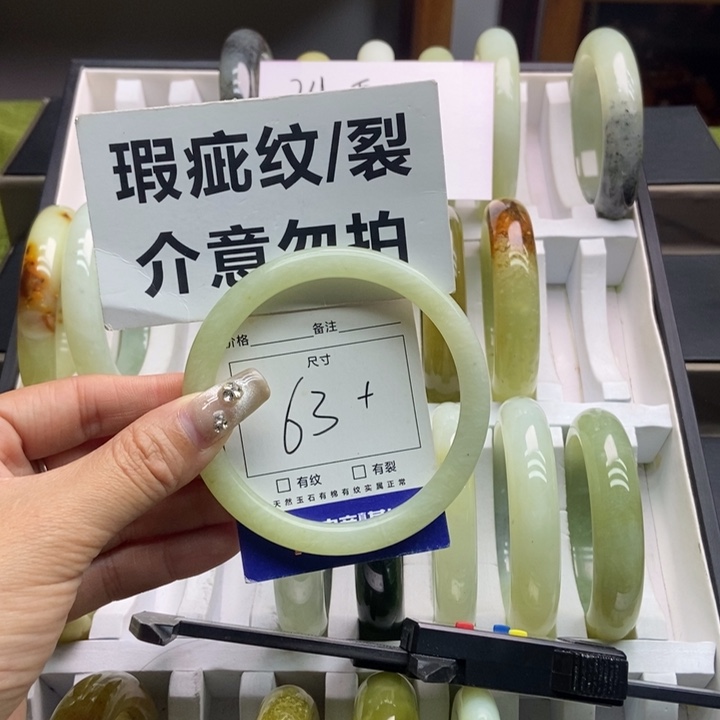 瑕疵纹/裂
介意勿拍
价格 备注
尺寸
63+
□有纹 □有裂
天然玉石有棉有纹实属正常